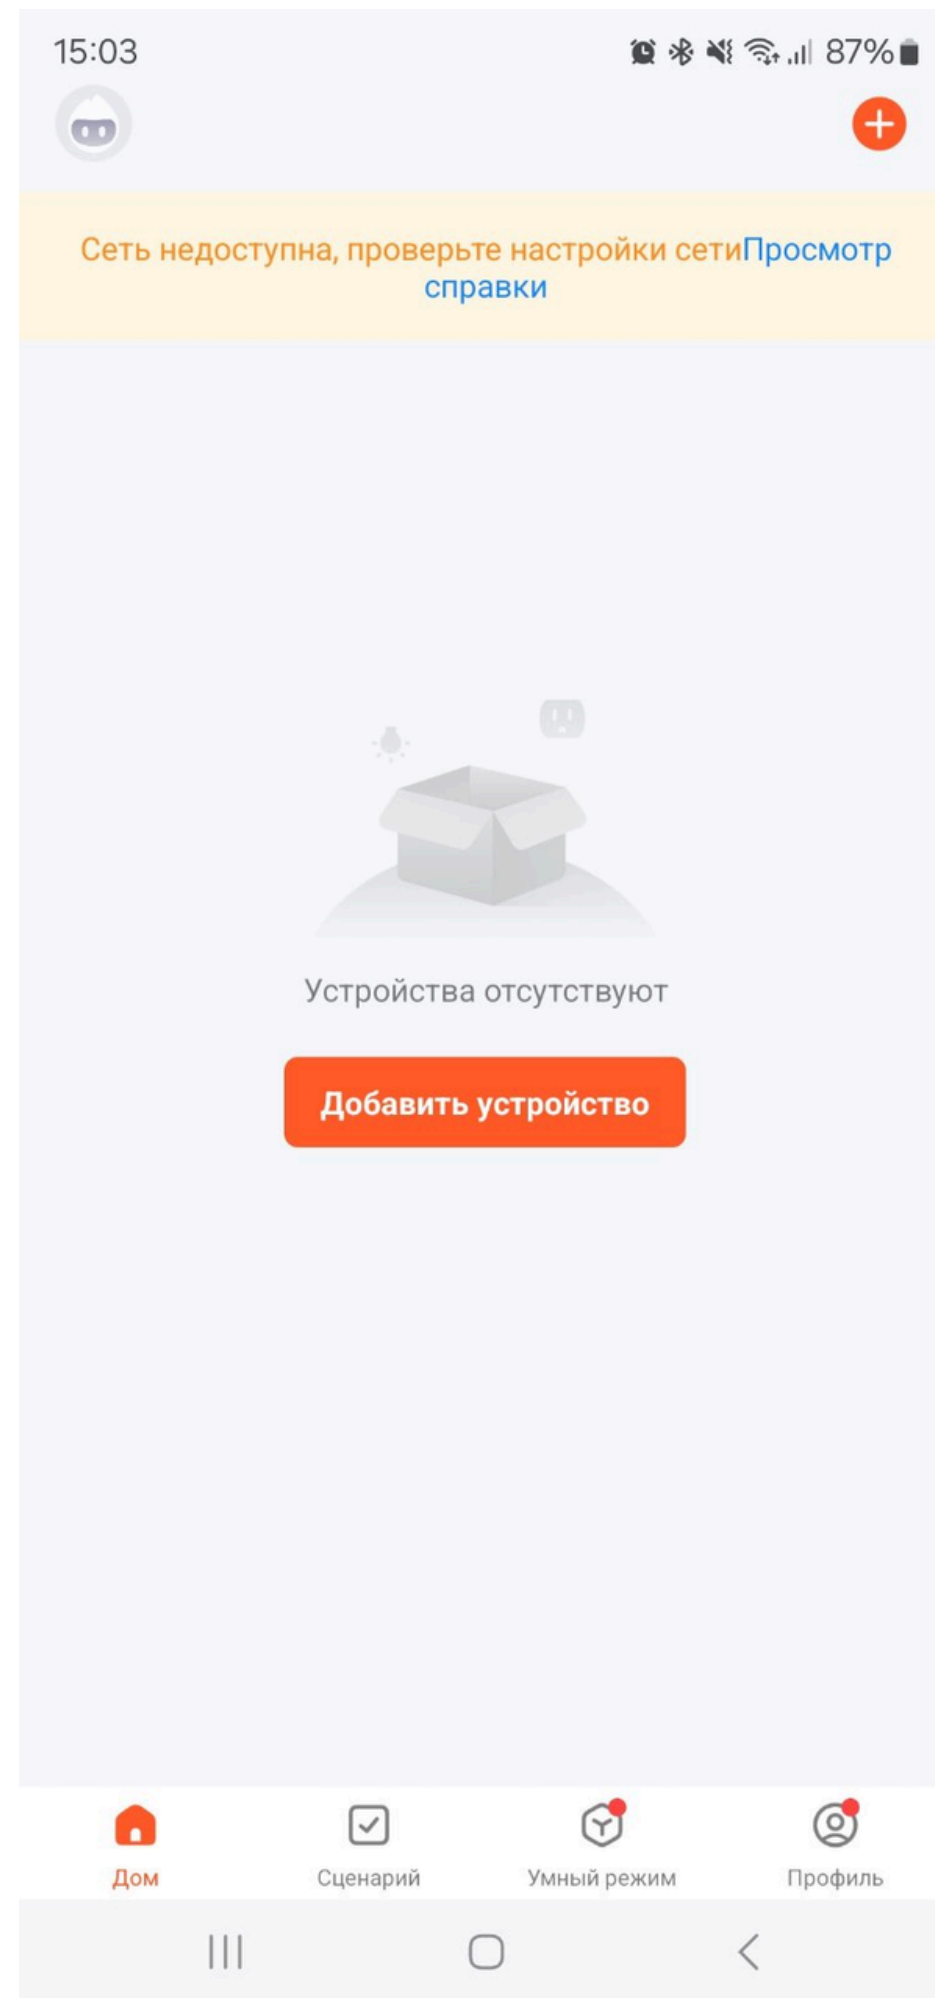 15:03
87%
Сеть недоступна, проверьте настройки сетиПросмотр
справки
Устройства отсутствуют
Добавить устройство
Дом
Сценарий
Умный режим
Профиль